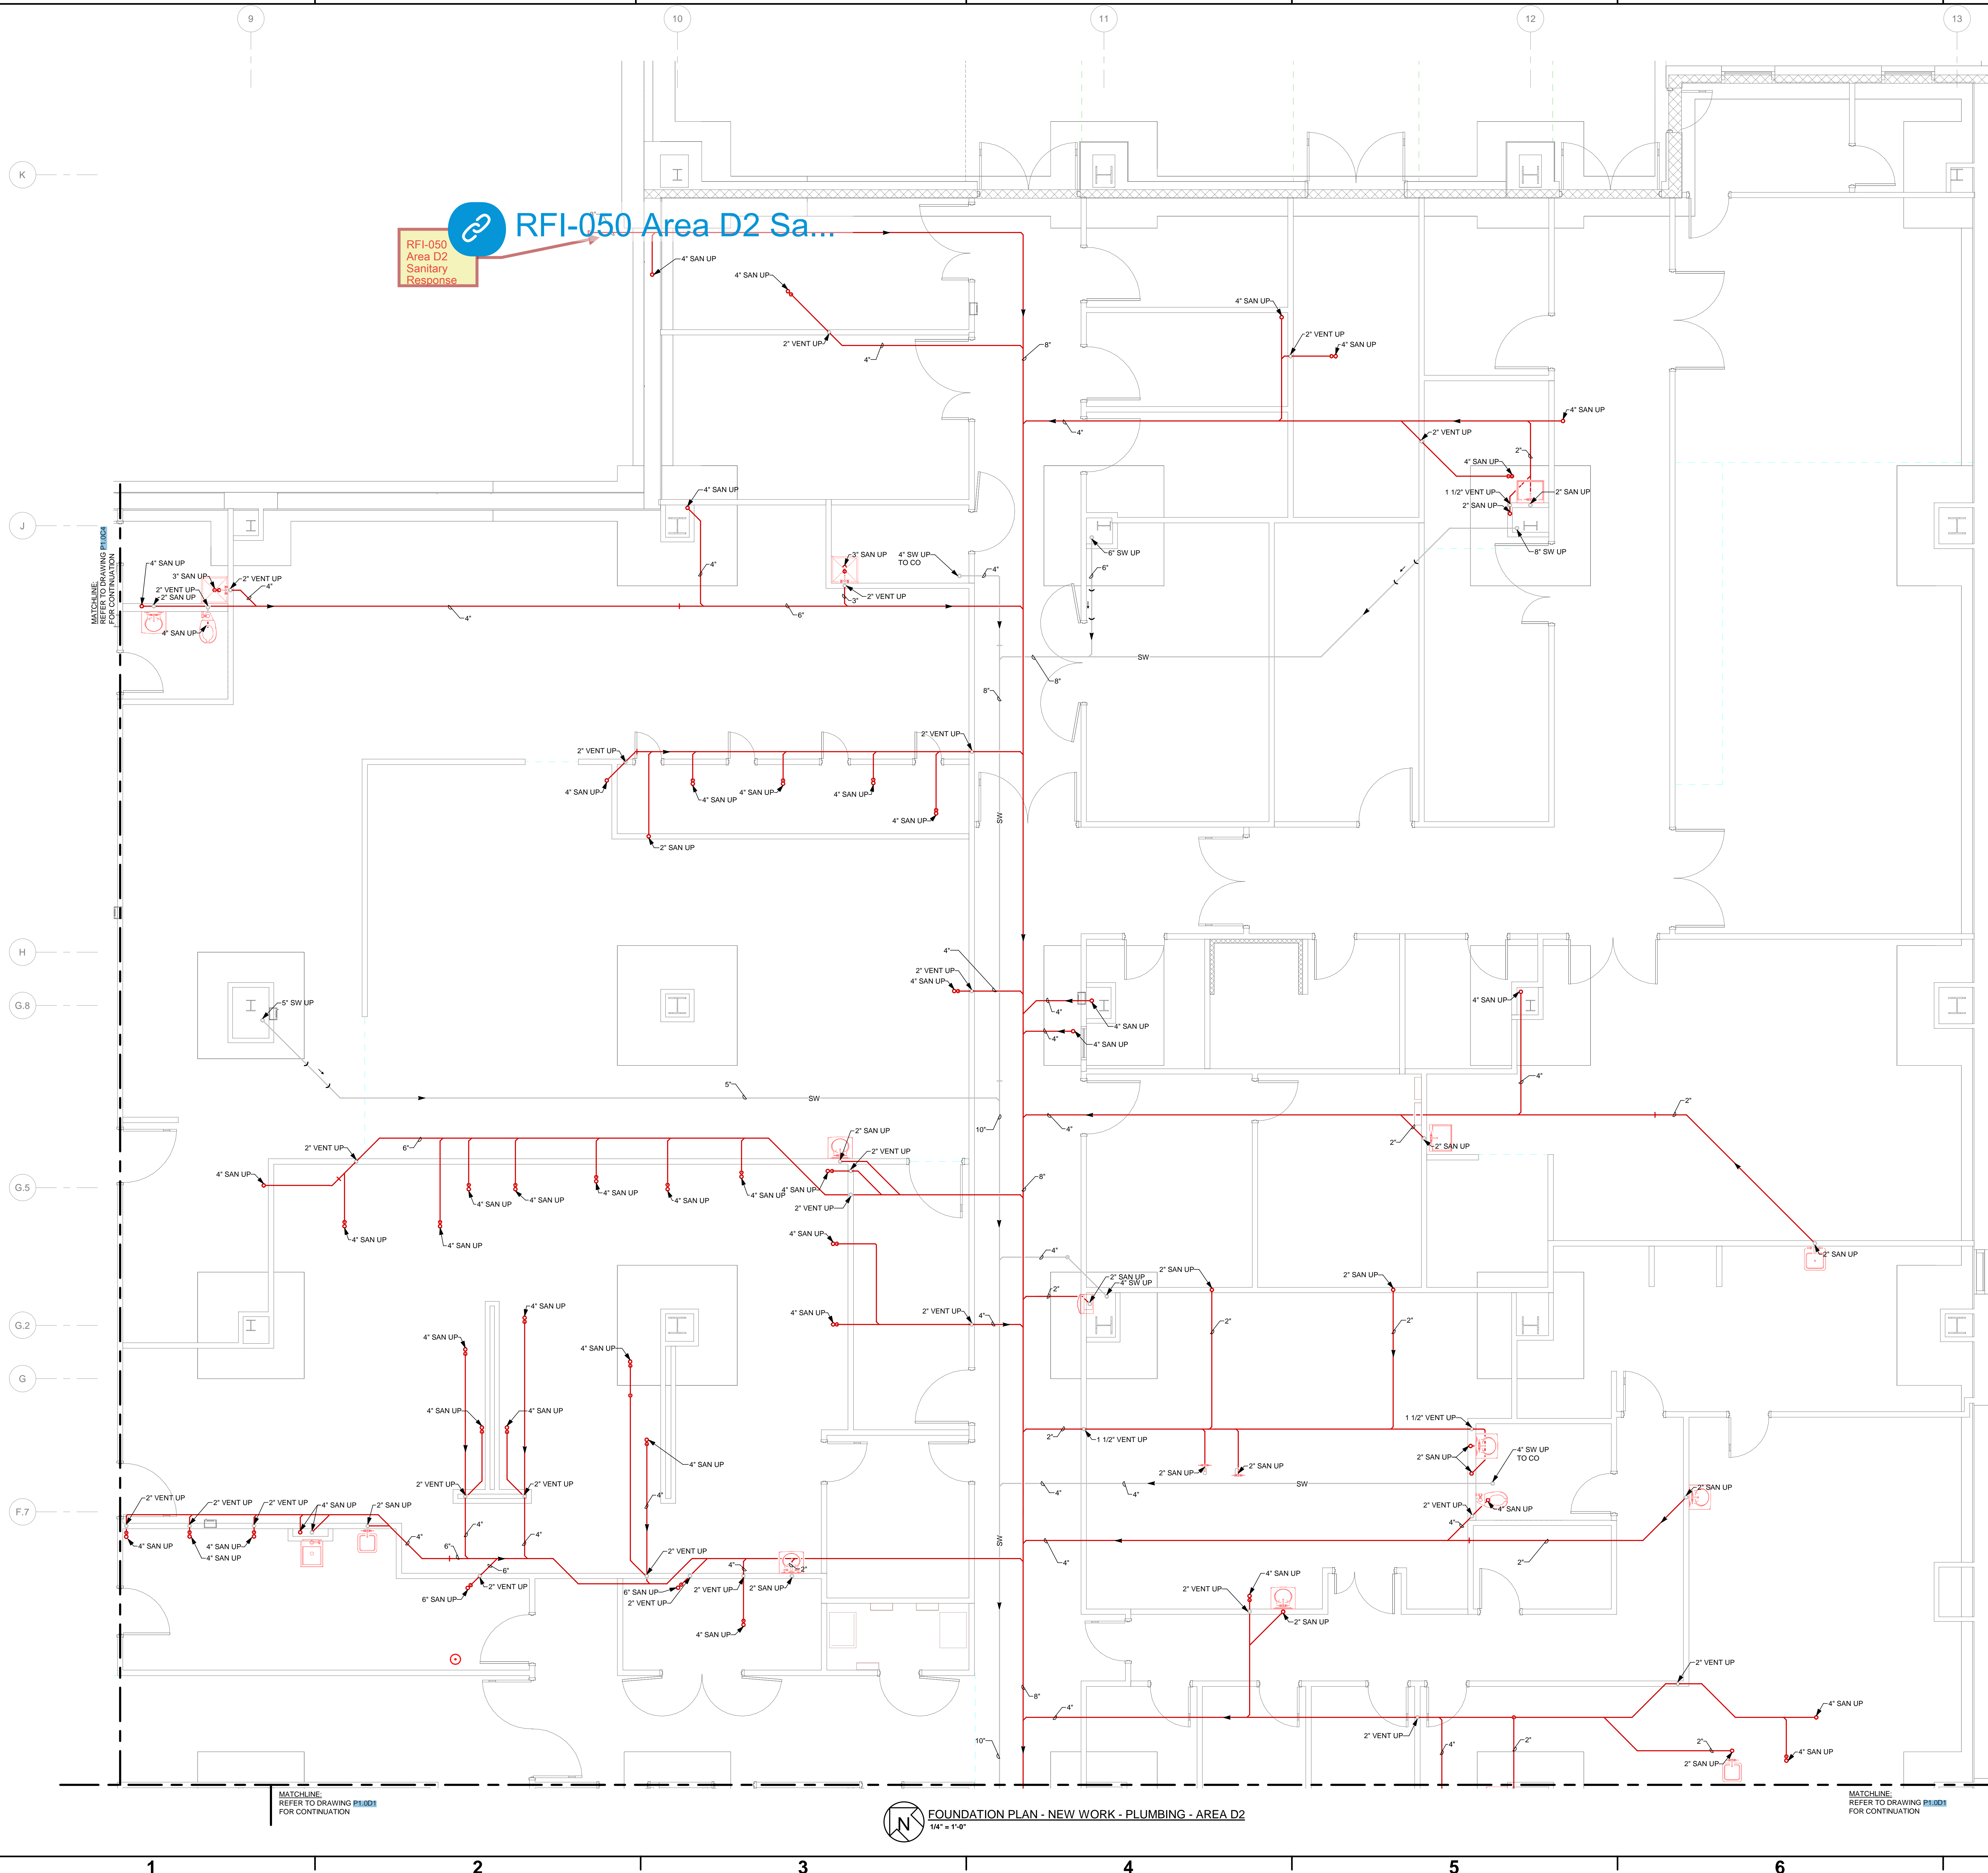 9
10
11
12
13
K
RFI-050 Area D2 Sa...
RFI-050
Area D2
Sanitary
Response
4" SAN UP
4" SAN UP
2" VENT UP
4"
8"
4" SAN UP
2" VENT UP
4" SAN UP
4"
4" SAN UP
2" VENT UP
2"
4" SAN UP
1 1/2" VENT UP
2" SAN UP
2" SAN UP
8" SW UP
J
MATCHLINE:
REFER TO DRAWING P1.0C4
FOR CONTINUATION
4" SAN UP
3" SAN UP
2" VENT UP
2" VENT UP
4"
2" SAN UP
4" SAN UP
4"
4" SAN UP
4"
3" SAN UP
2" VENT UP
3"
6"
4" SW UP
TO CO
4"
6" SW UP
6"
SW
8"
8"
2" VENT UP
2" VENT UP
4" SAN UP
4" SAN UP
4" SAN UP
4" SAN UP
4" SAN UP
2" SAN UP
SW
H
G.8
5" SW UP
5"
SW
4"
2" VENT UP
4" SAN UP
4"
4" SAN UP
4"
4" SAN UP
4" SAN UP
4"
10"
4"
2"
2" SAN UP
2"
2" SAN UP
G.5
2" VENT UP
6"
4" SAN UP
4" SAN UP
4" SAN UP
4" SAN UP
4" SAN UP
4" SAN UP
4" SAN UP
4" SAN UP
2" SAN UP
2" VENT UP
4" SAN UP
2" VENT UP
8"
4" SAN UP
4"
2" SAN UP
4" SW UP
2"
2" SAN UP
2" SAN UP
2"
2"
G.2
4" SAN UP
4" SAN UP
4" SAN UP
4" SAN UP
2" VENT UP
4"
G
4" SAN UP
4" SAN UP
4" SAN UP
2" VENT UP
2" VENT UP
4"
2"
1 1/2" VENT UP
2" SAN UP
2" SAN UP
1 1/2" VENT UP
2" SAN UP
4" SW UP
TO CO
4"
4"
SW
F.7
2" VENT UP
2" VENT UP
2" VENT UP
4" SAN UP
2" SAN UP
4" SAN UP
4" SAN UP
4" SAN UP
4"
4"
4"
6"
6"
2" VENT UP
6" SAN UP
2" VENT UP
6" SAN UP
2" VENT UP
4"
2" VENT UP
2" SAN UP
2"
4" SAN UP
SW
2" VENT UP
4" SAN UP
4"
4"
2"
2" SAN UP
4" SAN UP
2" VENT UP
2" SAN UP
8"
4"
2" VENT UP
4"
2"
2" VENT UP
4" SAN UP
2"
2" SAN UP
4" SAN UP
10"
MATCHLINE:
REFER TO DRAWING P1.0D1
FOR CONTINUATION
N
FOUNDATION PLAN - NEW WORK - PLUMBING - AREA D2
1/4" = 1'-0"
MATCHLINE:
REFER TO DRAWING P1.0D1
FOR CONTINUATION
1
2
3
4
5
6